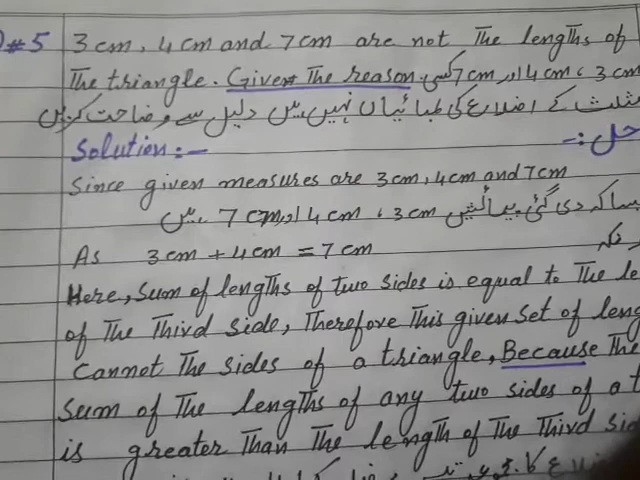 #5 3 cm, 4 cm and 7 cm are not The lengths of
The triangle. Given The reason. 3 cm ، 4 cm اور 7 cm کسی
مثلث کے اضلاع کی لمبائیاں نہیں ہیں دلیل سے وضاحت کریں
Solution:- حل:-
Since given measures are 3 cm, 4 cm and 7 cm
کہ دی گئی پیمائشیں 3 cm ، 4 cm اور 7 cm ہیں
As 3 cm + 4 cm = 7 cm
Here, Sum of lengths of two sides is equal to The le
of The Third side, Therefore This given set of leng
Cannot The sides of a triangle, Because The
Sum of The lengths of any two sides of a t
is greater Than The length of The Third sid